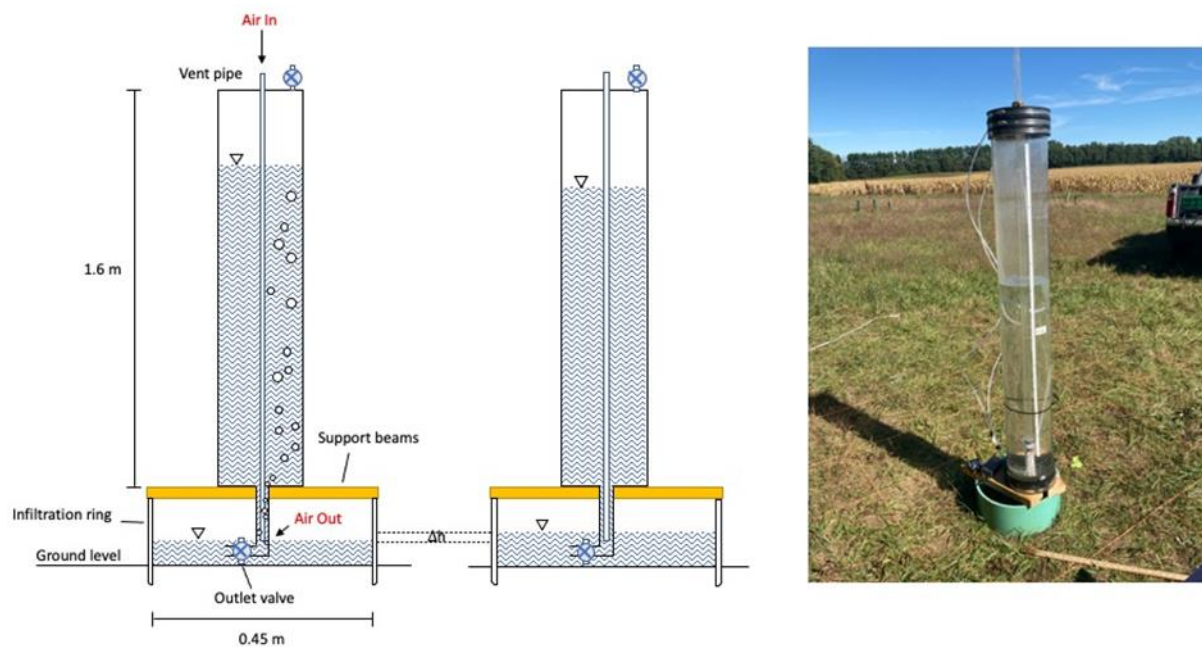 Air In
Vent pipe
1.6 m
Support beams
Infiltration ring
Air Out
Δh
Ground level
Outlet valve
0.45 m